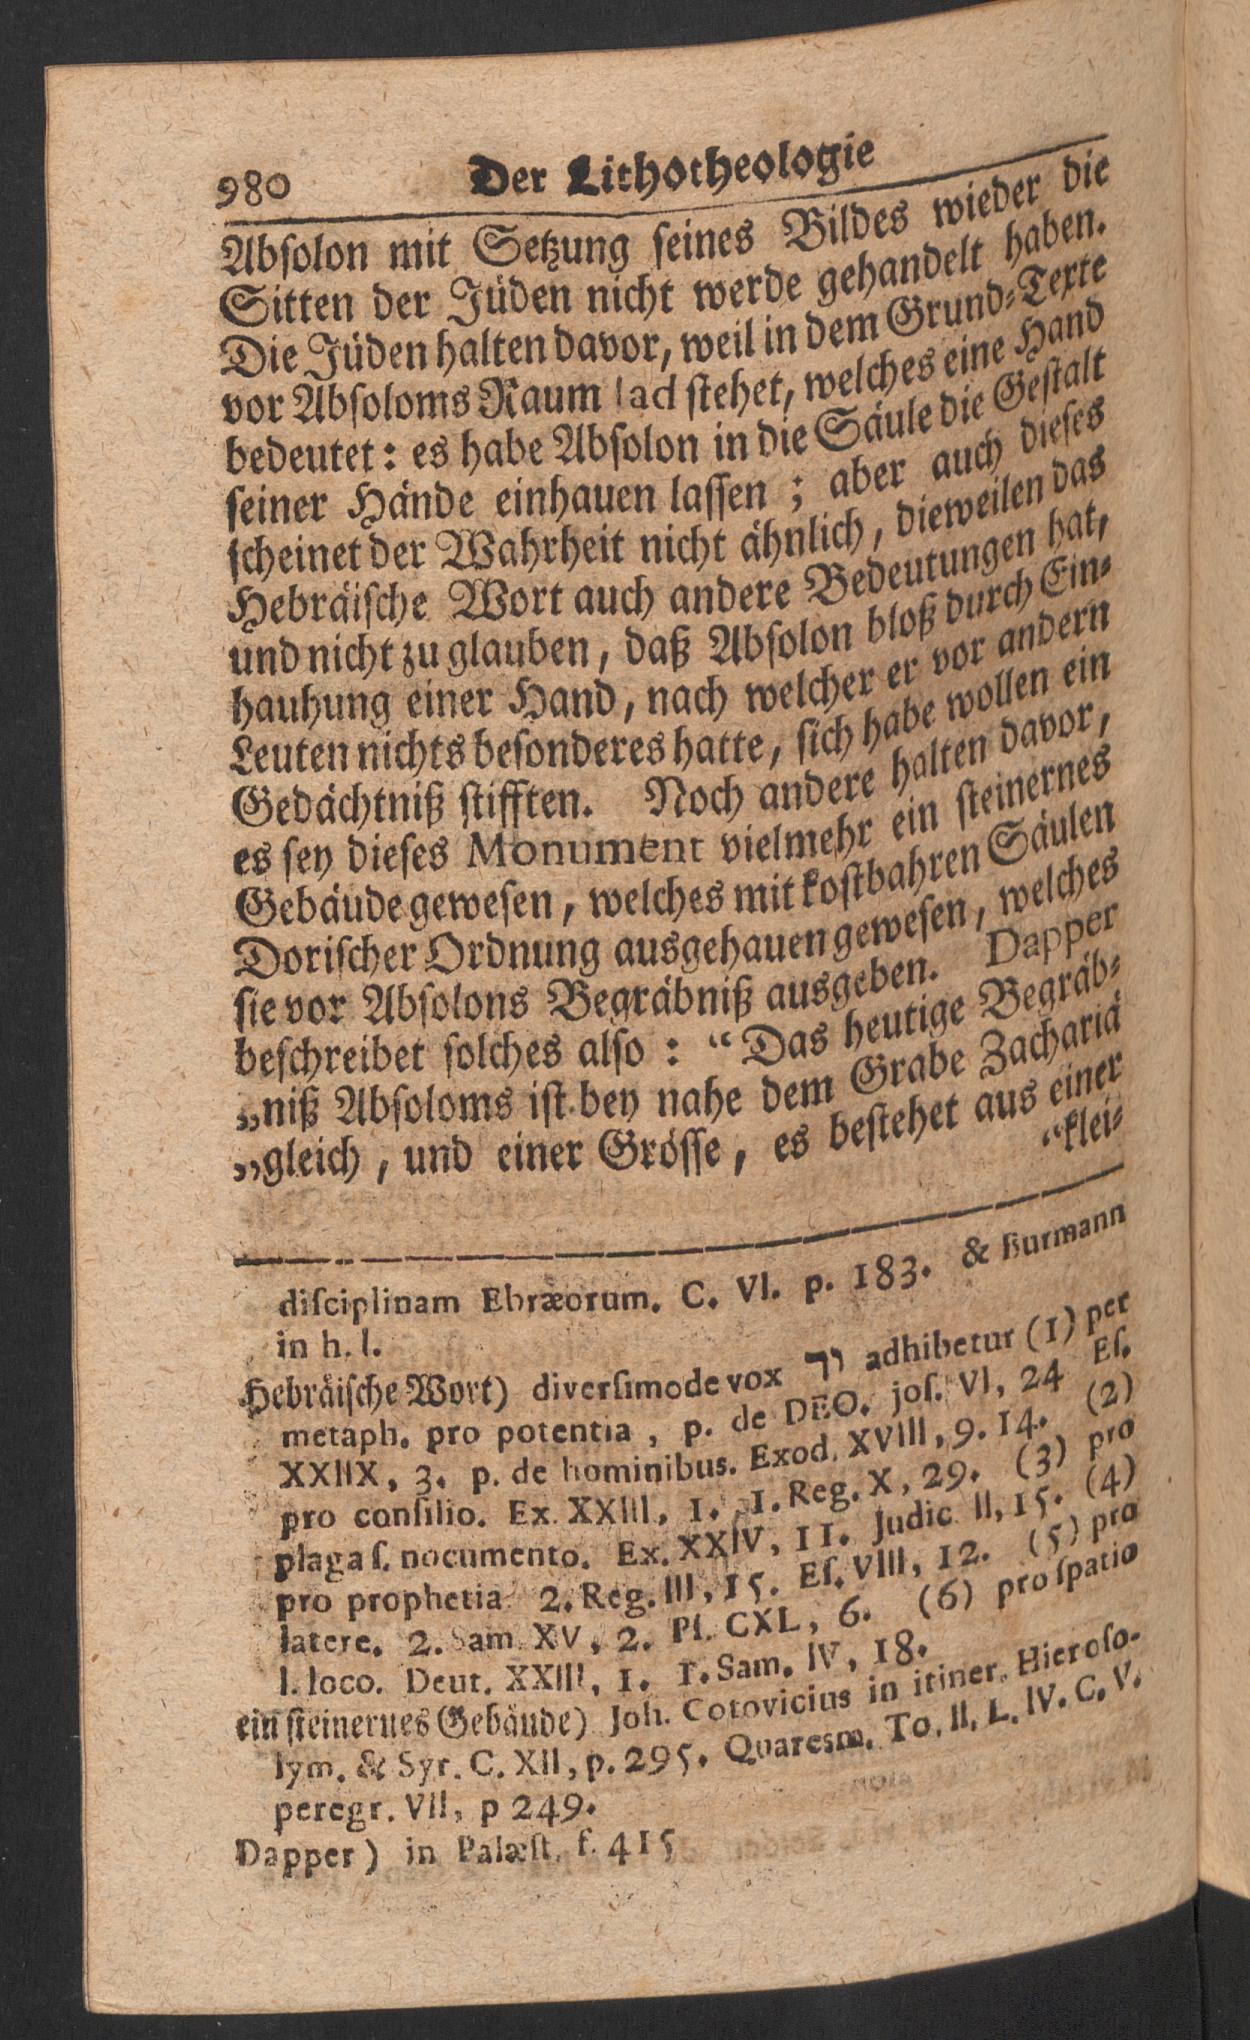 980 Der Lithotheologie
Absolon mit Setzung seines Bildes wieder die
Sitten der Jüden nicht werde gehandelt haben.
Die Jüden halten davor, weil in dem Grund-Texte
vor Absoloms Raum Iad stehet, welches eine Hand
bedeutet: es habe Absolon in die Säule die Gestalt
seiner Hände einhauen lassen; aber auch dieses
scheinet der Wahrheit nicht ähnlich, dieweilen das
Hebräische Wort auch andere Bedeutungen hat,
und nicht zu glauben, daß Absolon bloß durch Ein-
hauhung einer Hand, nach welcher er vor andern
Leuten nichts besonderes hatte, sich habe wollen ein
Gedächtniß stifften. Noch andere halten davor,
es sey dieses Monument vielmehr ein steinernes
Gebäude gewesen, welches mit kostbahren Säulen
Dorischer Ordnung ausgehauen gewesen, welches
sie vor Absolons Begräbniß ausgeben. Dapper
beschreibet solches also: “Das heutige Begräb-
„niß Absoloms ist bey nahe dem Grabe Zachariä
„gleich, und einer Grösse, es bestehet aus einer
“klei-
disciplinam Ebræorum. C. VI. p. 183. & Burmann
in h. l.
Hebräische Wort) diversimode vox יד adhibetur (1) per
metaph. pro potentia, p. de DEO. jos. VI, 24 Es.
XXIIX, 3. p. de hominibus. Exod. XVIII, 9. 14. (2)
pro consilio. Ex. XXIII, 1. 1. Reg. X, 29. (3) pro
plaga s. nocumento. Ex. XXIV, 11. Judic II, 15. (4)
pro prophetia 2. Reg. III, 15. Es. VIII, 12. (5) pro
latere. 2. Sam XV, 2. Ps. CXL, 6. (6) pro spatio
l. loco. Deut. XXIII, 1. 1. Sam. IV, 18.
ein steinernes Gebäude) Joh. Cotovicius in itiner. Hieroso-
lym. & Syr. C. XII, p. 295. Quaresm. To. II, L. IV. C. V.
peregr. VII, p 249.
Dapper) in Palæst. f. 415